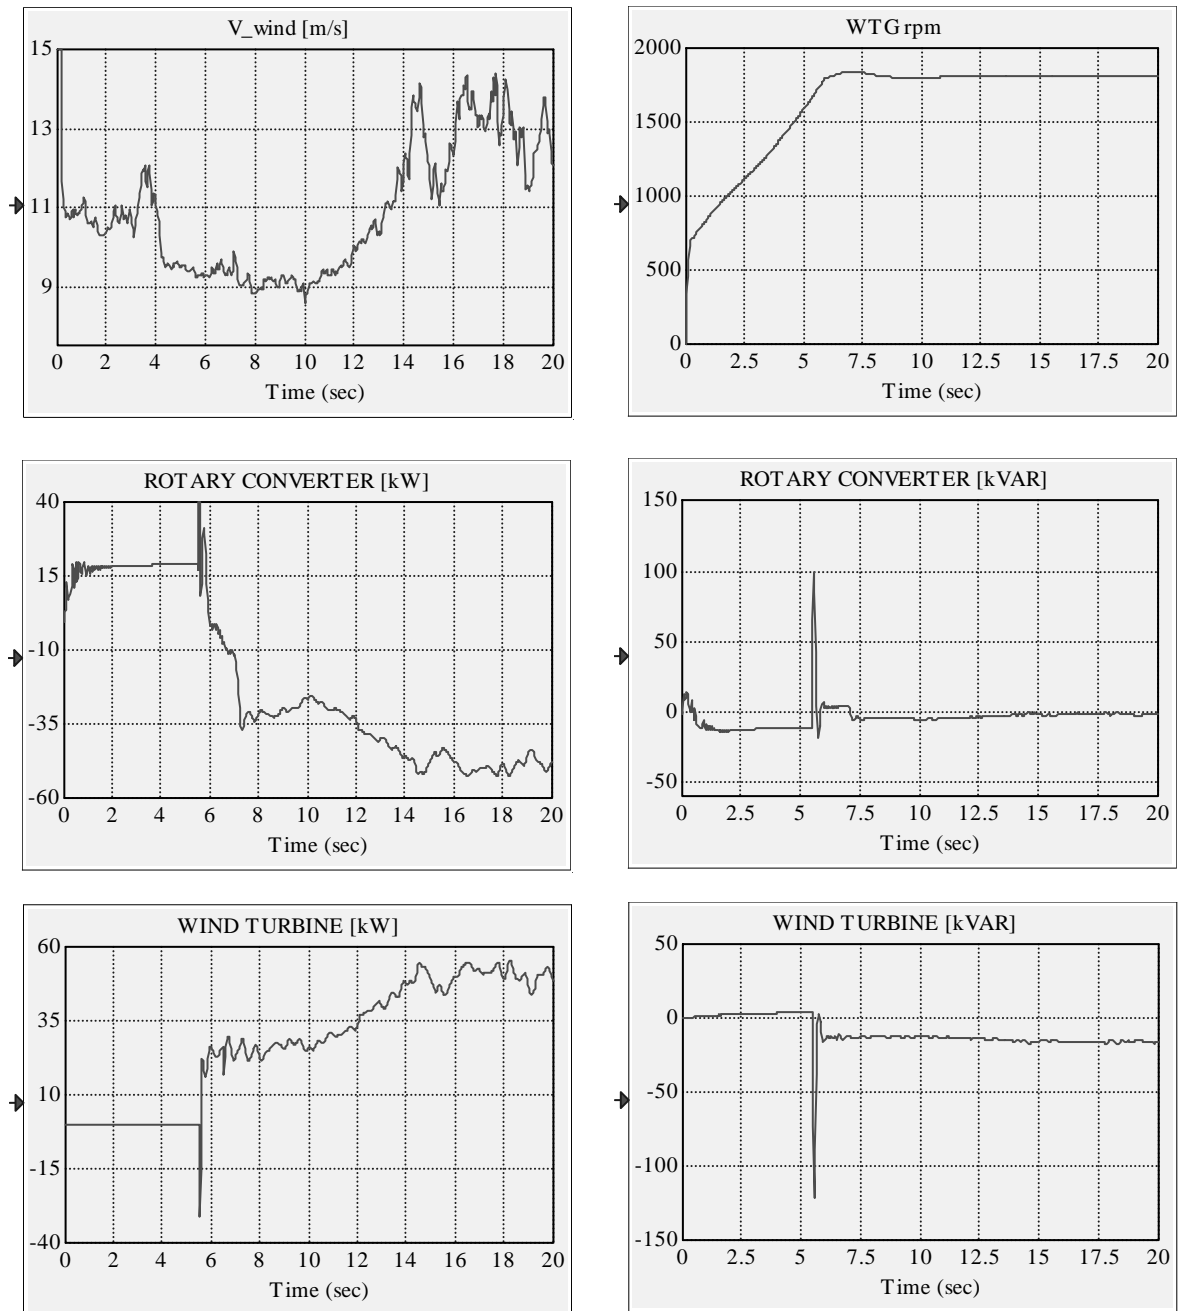 V_wind [m/s]
15
13
11
9
0 2 4 6 8 10 12 14 16 18 20
Time (sec)
WTG rpm
2000
1500
1000
500
0
0 2.5 5 7.5 10 12.5 15 17.5 20
Time (sec)
ROTARY CONVERTER [kW]
40
15
-10
-35
-60
0 2 4 6 8 10 12 14 16 18 20
Time (sec)
ROTARY CONVERTER [kVAR]
150
100
50
0
-50
0 2.5 5 7.5 10 12.5 15 17.5 20
Time (sec)
WIND TURBINE [kW]
60
35
10
-15
-40
0 2 4 6 8 10 12 14 16 18 20
Time (sec)
WIND TURBINE [kVAR]
50
0
-50
-100
-150
0 2.5 5 7.5 10 12.5 15 17.5 20
Time (sec)